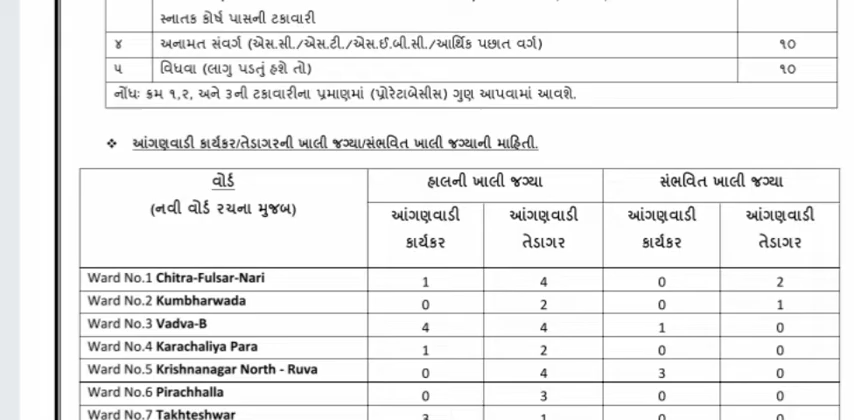 સ્નાતક કોર્ષ પાસની ટકાવારી
૪ અનામત સંવર્ગ (એસ.સી./એસ.ટી./એસ.ઈ.બી.સી./આર્થિક પછાત વર્ગ) ૧૦
૫ વિધવા (લાગુ પડતું હશે તો) ૧૦
નોંધઃ ક્રમ ૧,૨, અને ૩ની ટકાવારીના પ્રમાણમાં (પ્રોરેટાબેસીસ) ગુણ આપવામાં આવશે.
❖ આંગણવાડી કાર્યકર/તેડાગરની ખાલી જગ્યા/સંભવિત ખાલી જગ્યાની માહિતી.
વોર્ડ હાલની ખાલી જગ્યા સંભવિત ખાલી જગ્યા
(નવી વોર્ડ રચના મુજબ) આંગણવાડી આંગણવાડી આંગણવાડી આંગણવાડી
કાર્યકર તેડાગર કાર્યકર તેડાગર
Ward No.1 Chitra-Fulsar-Nari 1 4 0 2
Ward No.2 Kumbharwada 0 2 0 1
Ward No.3 Vadva-B 4 4 1 0
Ward No.4 Karachaliya Para 1 2 0 0
Ward No.5 Krishnanagar North - Ruva 0 4 3 0
Ward No.6 Pirachhalla 0 3 0 0
Ward No.7 Takhteshwar 3 1 0 0